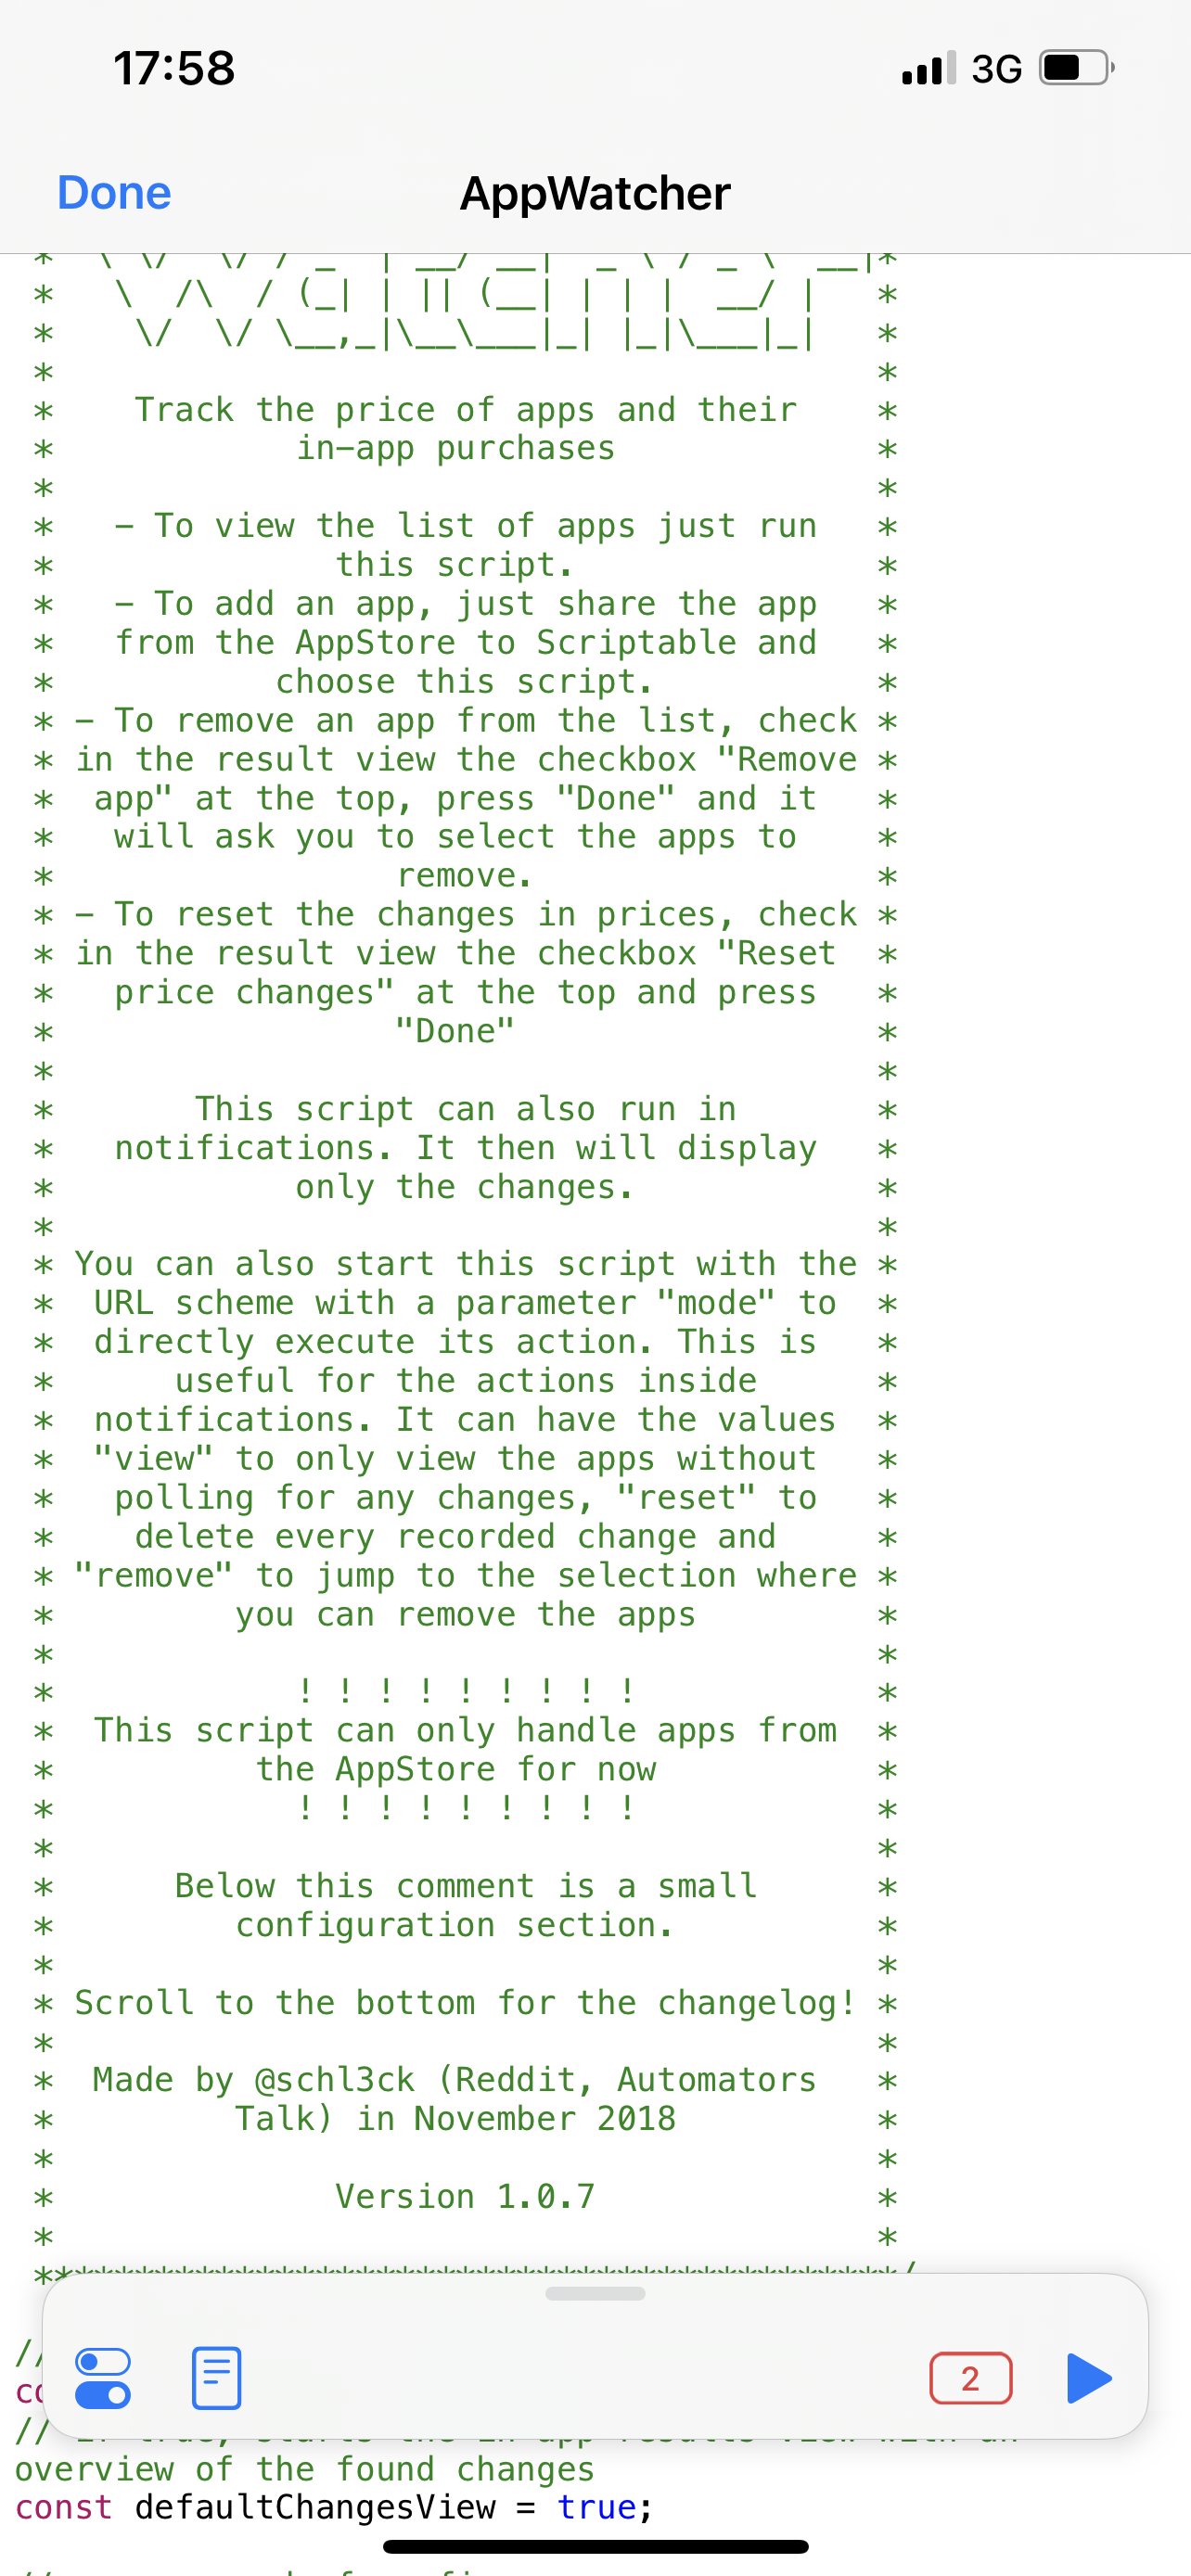 17:58
3G
Done
AppWatcher
*   \ \/  \/ / _  | __/ __| '_ \ / _ \ '__|*
*   \  /\  / (_| | || (__| | | |  __/ |   *
*    \/  \/ \__,_|\__\___|_| |_|\___|_|   *
*                                         *
*    Track the price of apps and their    *
*            in-app purchases             *
*                                         *
*   - To view the list of apps just run   *
*              this script.               *
*   - To add an app, just share the app   *
*   from the AppStore to Scriptable and   *
*           choose this script.           *
* - To remove an app from the list, check *
* in the result view the checkbox "Remove *
*  app" at the top, press "Done" and it   *
*   will ask you to select the apps to    *
*                 remove.                 *
* - To reset the changes in prices, check *
* in the result view the checkbox "Reset  *
*   price changes" at the top and press   *
*                 "Done"                  *
*                                         *
*       This script can also run in       *
*   notifications. It then will display   *
*            only the changes.            *
*                                         *
* You can also start this script with the *
*  URL scheme with a parameter "mode" to  *
*  directly execute its action. This is   *
*      useful for the actions inside      *
*  notifications. It can have the values  *
*  "view" to only view the apps without   *
*   polling for any changes, "reset" to   *
*    delete every recorded change and     *
* "remove" to jump to the selection where *
*         you can remove the apps         *
*                                         *
*            ! ! ! ! ! ! ! ! !            *
*  This script can only handle apps from  *
*          the AppStore for now           *
*            ! ! ! ! ! ! ! ! !            *
*                                         *
*      Below this comment is a small      *
*         configuration section.          *
*                                         *
* Scroll to the bottom for the changelog! *
*                                         *
*  Made by @schl3ck (Reddit, Automators   *
*         Talk) in November 2018          *
*                                         *
*              Version 1.0.7              *
*                                         *
*******************************************/
//
co
2
//
overview of the found changes
const defaultChangesView = true;
//